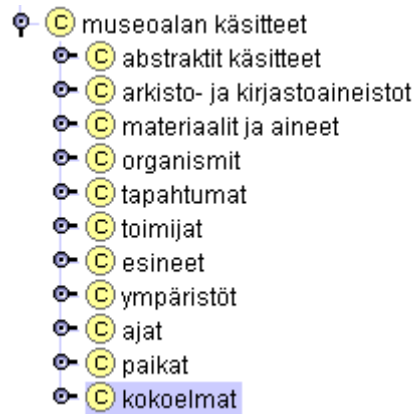 C museoalan käsitteet
C abstraktit käsitteet
C arkisto- ja kirjastoaineistot
C materiaalit ja aineet
C organismit
C tapahtumat
C toimijat
C esineet
C ympäristöt
C ajat
C paikat
C kokoelmat